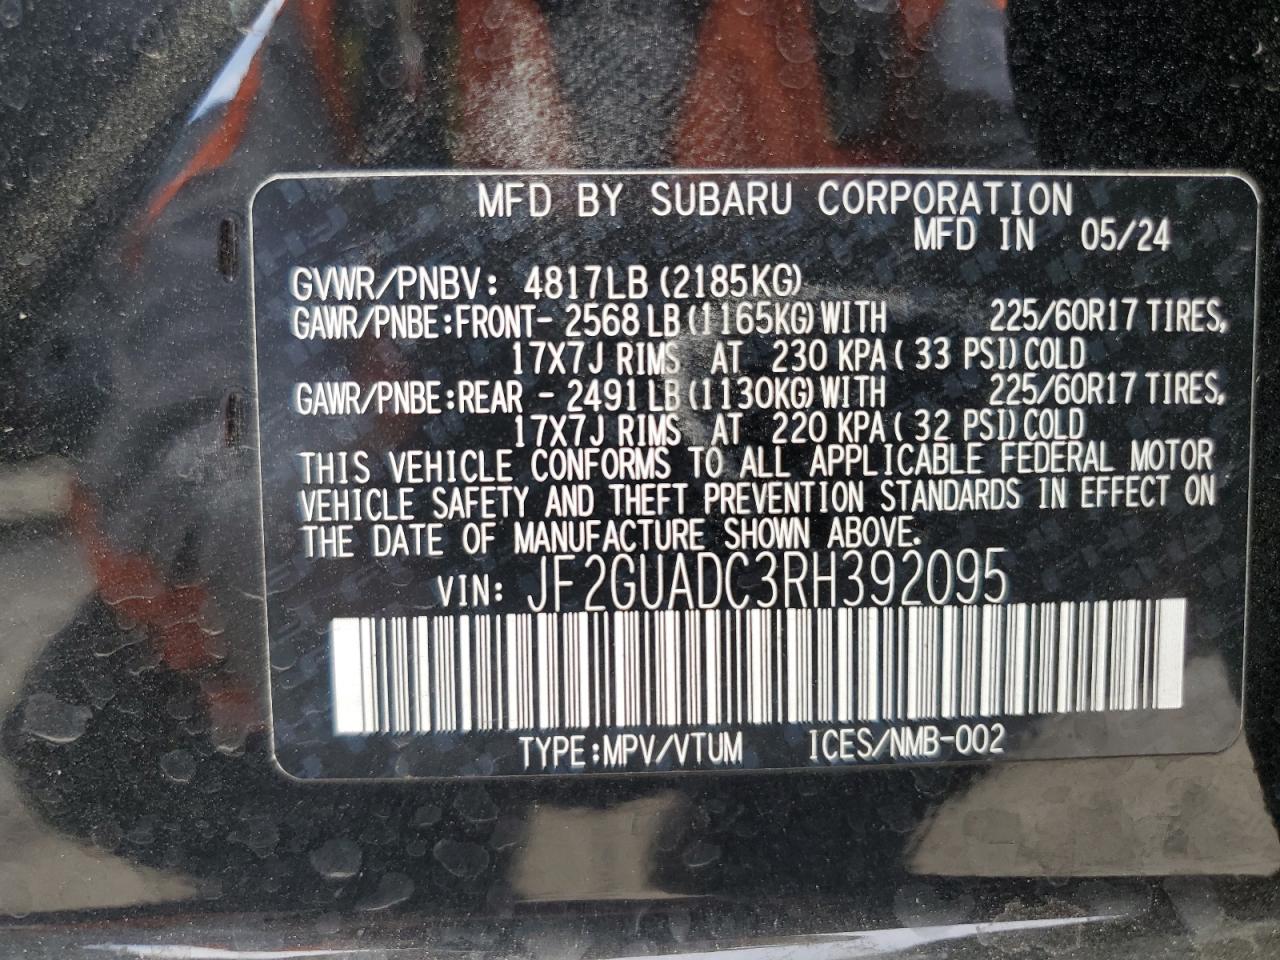 MFD BY SUBARU CORPORATION
MFD IN 05/24
GVWR/PNBV: 4817LB (2185KG)
GAWR/PNBE:FRONT- 2568 LB (1165KG) WITH 225/60R17 TIRES,
17X7J RIMS AT 230 KPA ( 33 PSI) COLD
GAWR/PNBE:REAR - 2491 LB (1130KG) WITH 225/60R17 TIRES,
17X7J RIMS AT 220 KPA ( 32 PSI) COLD
THIS VEHICLE CONFORMS TO ALL APPLICABLE FEDERAL MOTOR
VEHICLE SAFETY AND THEFT PREVENTION STANDARDS IN EFFECT ON
THE DATE OF MANUFACTURE SHOWN ABOVE.
VIN: JF2GUADC3RH392095
TYPE:MPV/VTUM ICES/NMB-002